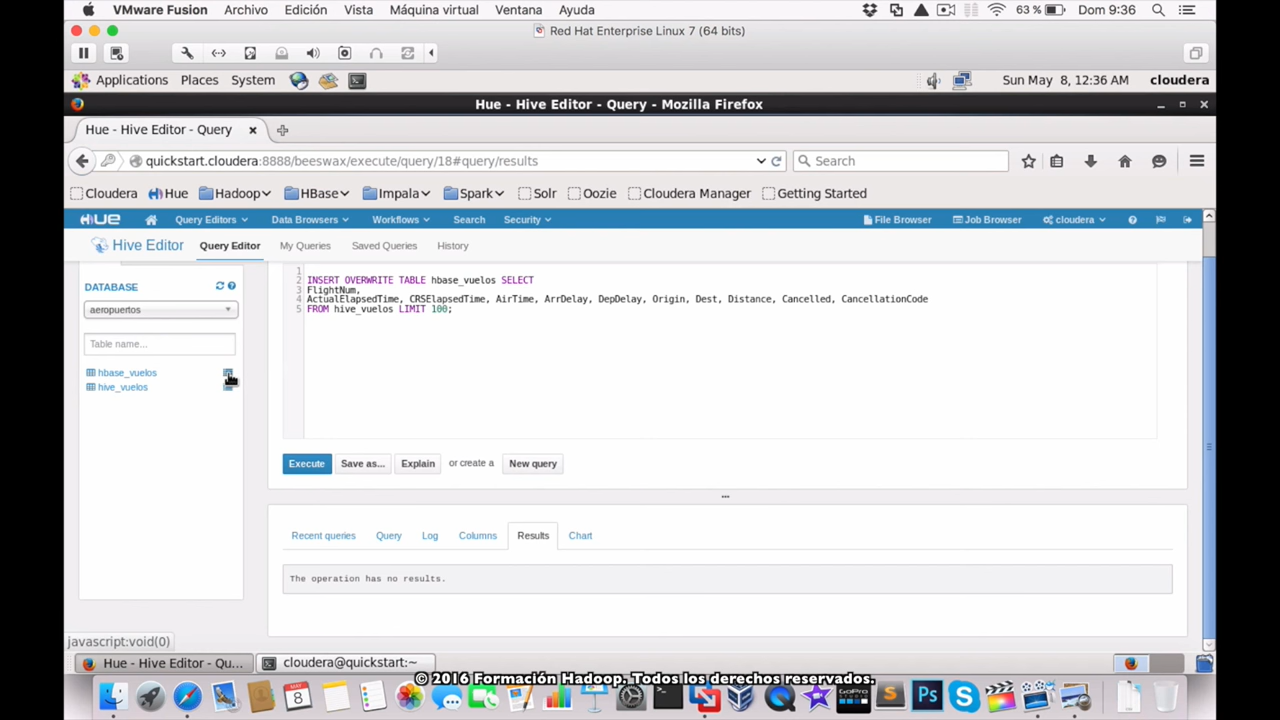 VMware Fusion Archivo Edición Vista Máquina virtual Ventana Ayuda 63 % Dom 9:36
Red Hat Enterprise Linux 7 (64 bits)
Applications Places System Sun May 8, 12:36 AM cloudera
Hue - Hive Editor - Query - Mozilla Firefox
Hue - Hive Editor - Query
quickstart.cloudera:8888/beeswax/execute/query/18#query/results Search
Cloudera Hue Hadoop HBase Impala Spark Solr Oozie Cloudera Manager Getting Started
HUE Query Editors Data Browsers Workflows Search Security File Browser Job Browser cloudera
Hive Editor Query Editor My Queries Saved Queries History
DATABASE
aeropuertos
Table name...
hbase_vuelos
hive_vuelos
1
2 INSERT OVERWRITE TABLE hbase_vuelos SELECT
3 FlightNum,
4 ActualElapsedTime, CRSElapsedTime, AirTime, ArrDelay, DepDelay, Origin, Dest, Distance, Cancelled, CancellationCode
5 FROM hive_vuelos LIMIT 100;
Execute Save as... Explain or create a New query
Recent queries Query Log Columns Results Chart
The operation has no results.
javascript:void(0)
Hue - Hive Editor - Qu... cloudera@quickstart:~
© 2016 Formación Hadoop. Todos los derechos reservados.
8 Ps